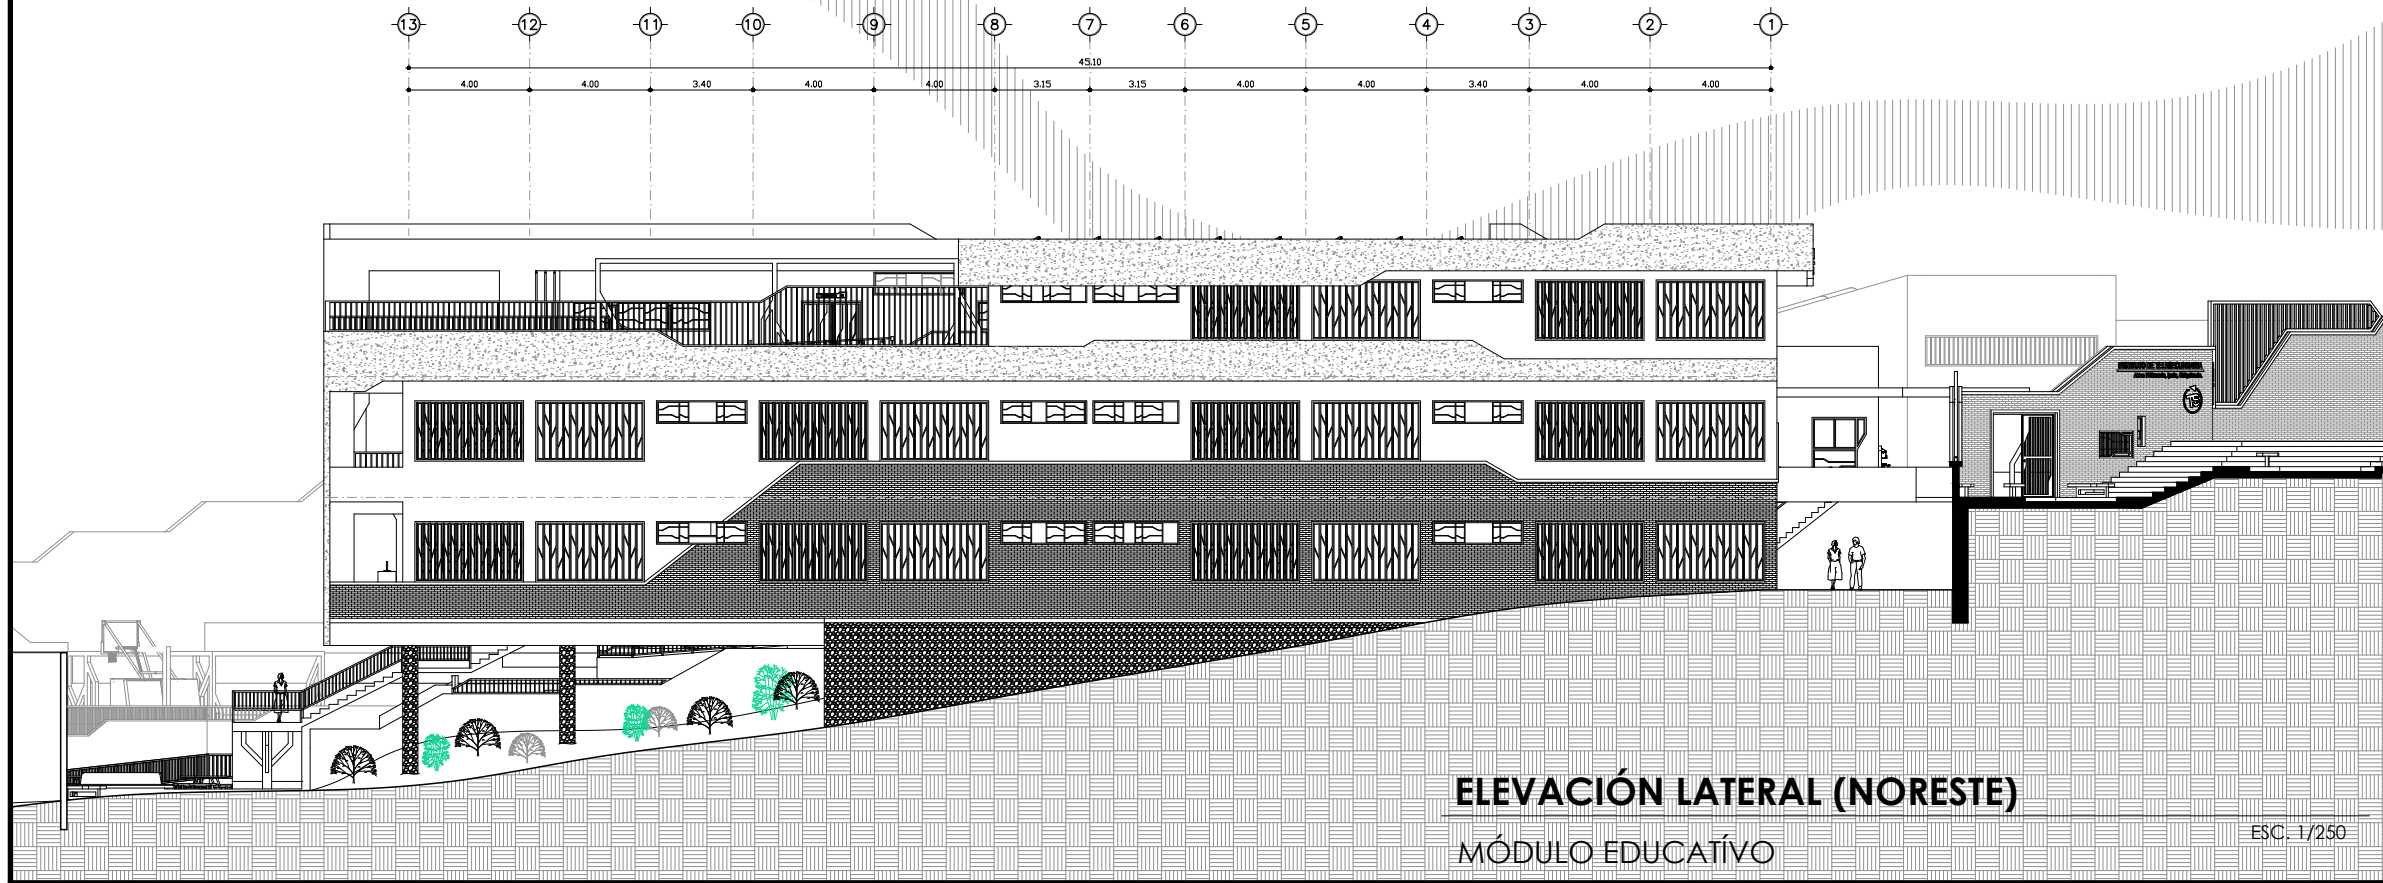 13 12 11 10 9 8 7 6 5 4 3 2 1
45.10
4.00 4.00 3.40 4.00 4.00 3.15 3.15 4.00 4.00 3.40 4.00 4.00
ELEVACIÓN LATERAL (NORESTE)
ESC. 1/250
MÓDULO EDUCATÍVO